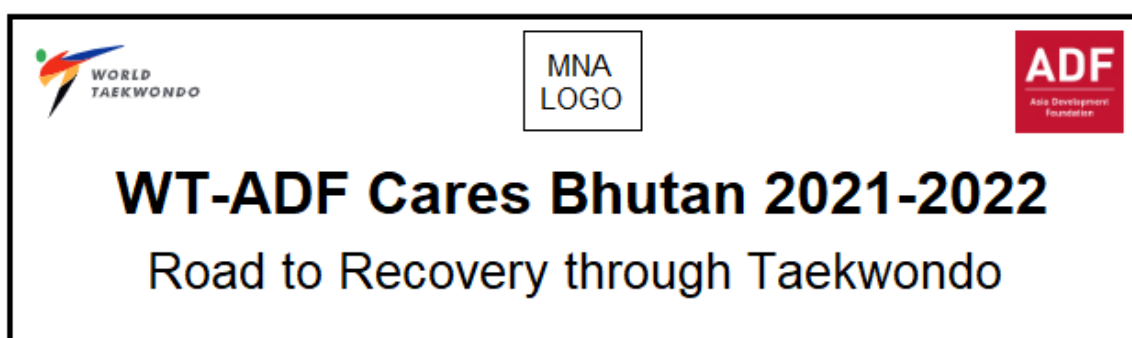 WORLD
TAEKWONDO
MNA
LOGO
ADF
Asia Development
Foundation
WT-ADF Cares Bhutan 2021-2022
Road to Recovery through Taekwondo